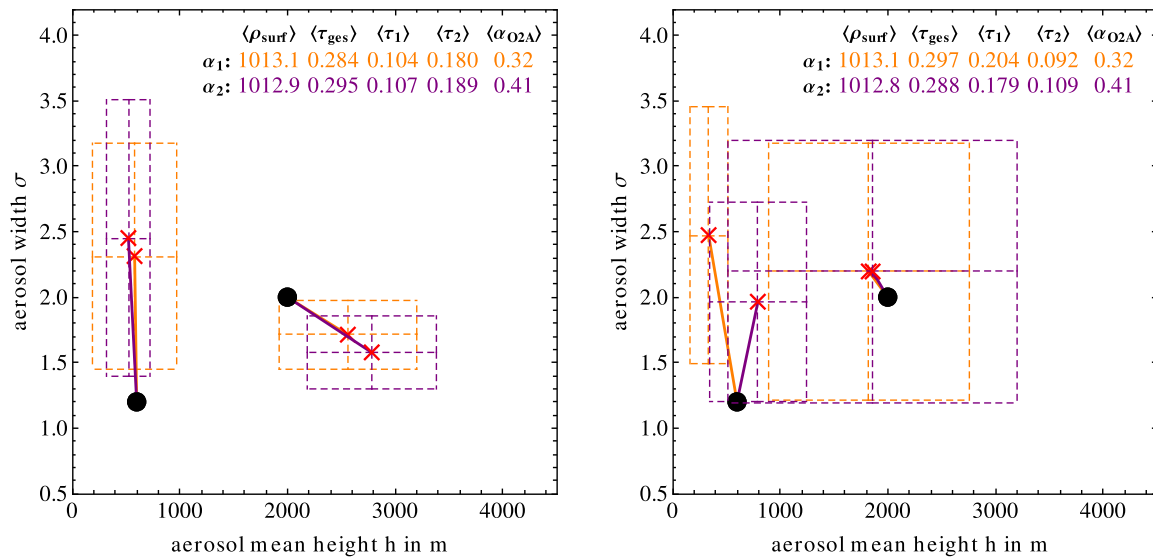 4.0
3.5
3.0
2.5
2.0
1.5
1.0
0.5
aerosol width σ
0 1000 2000 3000 4000
aerosol mean height h in m
⟨ρsurf⟩ ⟨τges⟩ ⟨τ1⟩ ⟨τ2⟩ ⟨αO2A⟩
α1: 1013.1 0.284 0.104 0.180 0.32
α2: 1012.9 0.295 0.107 0.189 0.41
4.0
3.5
3.0
2.5
2.0
1.5
1.0
0.5
aerosol width σ
0 1000 2000 3000 4000
aerosol mean height h in m
⟨ρsurf⟩ ⟨τges⟩ ⟨τ1⟩ ⟨τ2⟩ ⟨αO2A⟩
α1: 1013.1 0.297 0.204 0.092 0.32
α2: 1012.8 0.288 0.179 0.109 0.41